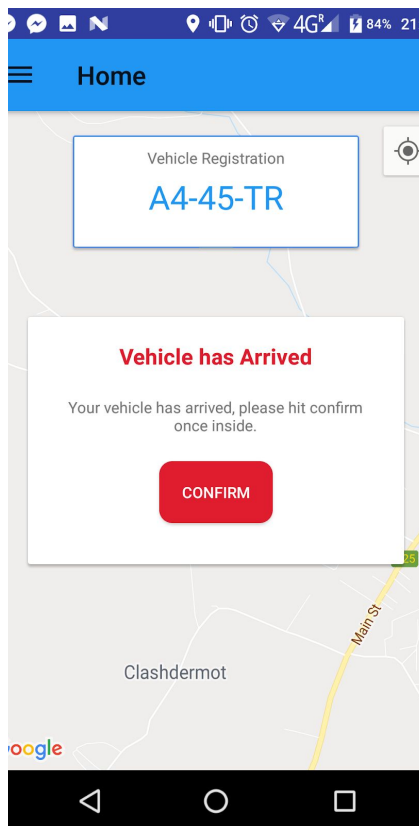 4G R 84% 21
Home
Vehicle Registration
A4-45-TR
Vehicle has Arrived
Your vehicle has arrived, please hit confirm
once inside.
CONFIRM
25
Main St
Clashdermot
oogle